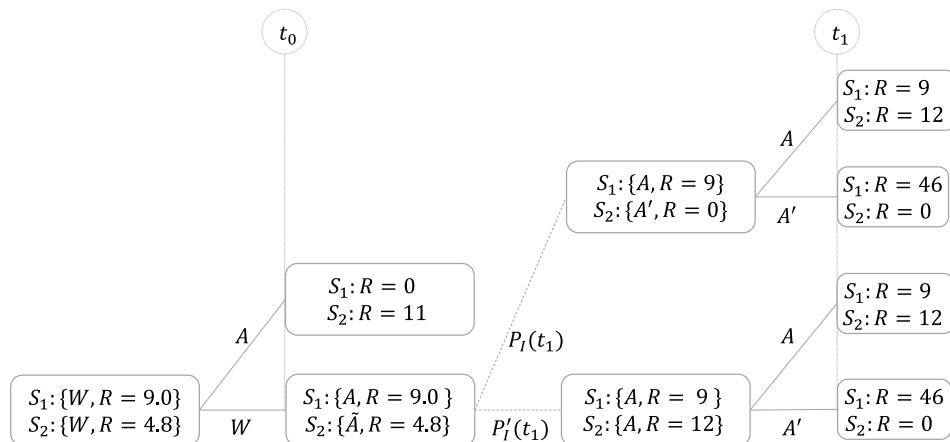 t₀
t₁
S₁: R = 9
S₂: R = 12
A
S₁: {A, R = 9}
S₂: {A′, R = 0}
A′
S₁: R = 46
S₂: R = 0
S₁: R = 0
S₂: R = 11
S₁: R = 9
S₂: R = 12
A
A
P_I(t₁)
S₁: {W, R = 9.0}
S₂: {W, R = 4.8}
W
S₁: {A, R = 9.0 }
S₂: {Ã, R = 4.8}
P′_I(t₁)
S₁: {A, R = 9 }
S₂: {A, R = 12}
A′
S₁: R = 46
S₂: R = 0